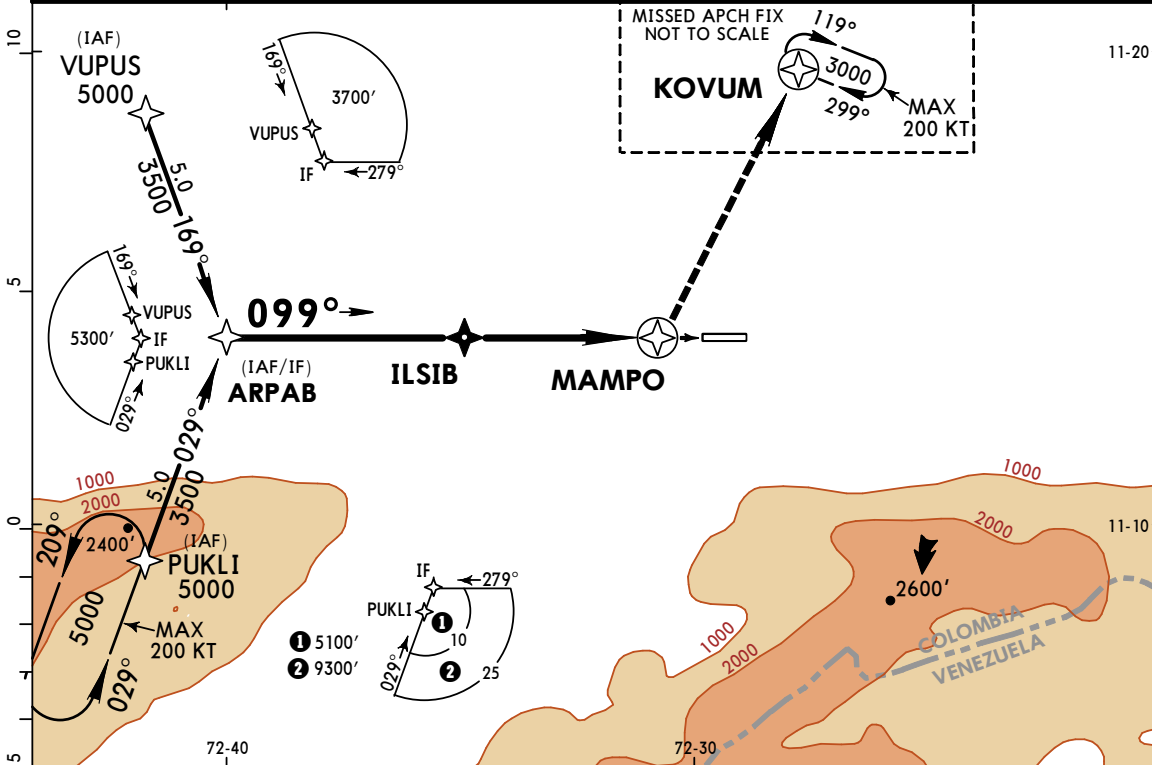 MISSED APCH FIX
NOT TO SCALE
119°
3000
KOVUM
299°
MAX
200 KT
11-20
10
(IAF)
VUPUS
5000
169°
3700'
VUPUS
IF
279°
5.0
3500
169°
5
169°
VUPUS
5300'
IF
PUKLI
029°
099°
(IAF/IF)
ARPAB
ILSIB
MAMPO
029°
5.0
3500
1000
2000
1000
2000
0
209°
2400'
(IAF)
PUKLI
5000
11-10
5000
MAX
200 KT
029°
IF
279°
PUKLI
1
10
1 5100'
2 9300'
029°
2
25
2600'
1000
2000
COLOMBIA
VENEZUELA
72-40
72-30
5